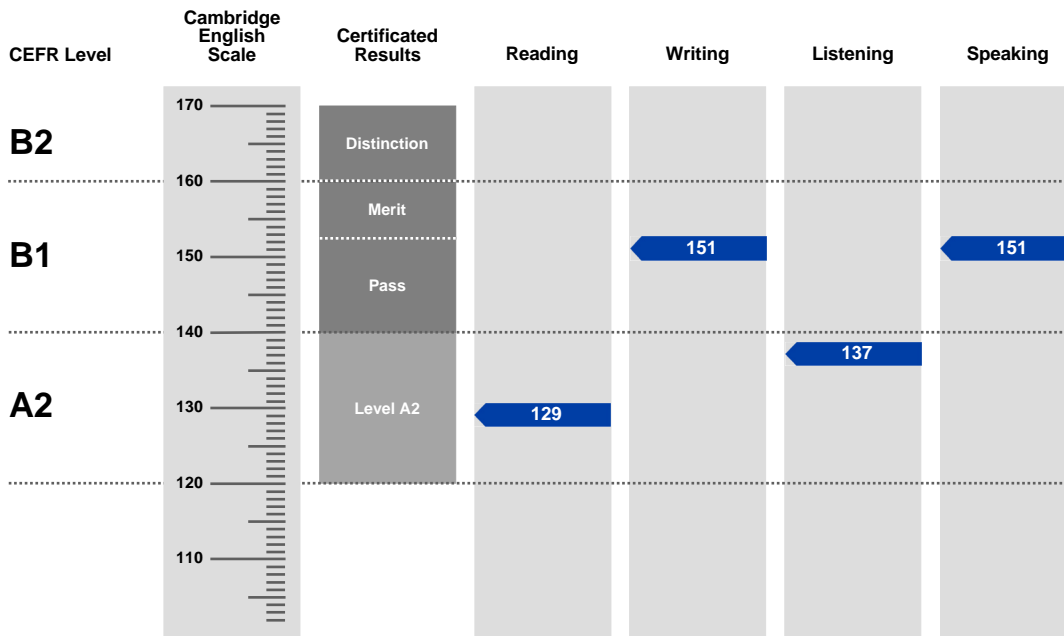 CEFR Level
Cambridge
English
Scale
Certificated
Results
Reading
Writing
Listening
Speaking
170
B2
Distinction
160
Merit
B1
150
151
151
Pass
140
137
A2
130
Level A2
129
120
110